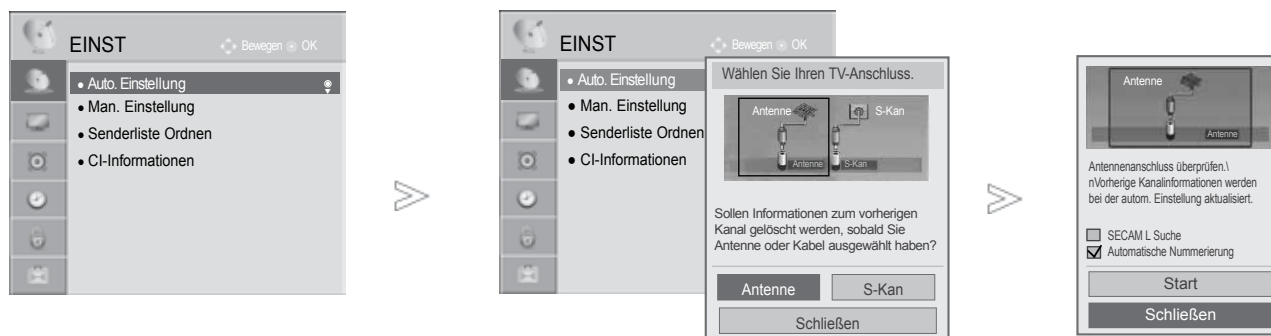 EINST
Bewegen OK
● Auto. Einstellung
● Man. Einstellung
● Senderliste Ordnen
● CI-Informationen
>>
EINST
Bewegen OK
● Auto. Einstellung
● Man. Einstellung
● Senderliste Ordnen
● CI-Informationen
Wählen Sie Ihren TV-Anschluss.
Antenne S-Kan
Antenne S-Kan
Sollen Informationen zum vorherigen
Kanal gelöscht werden, sobald Sie
Antenne oder Kabel ausgewählt haben?
Antenne S-Kan
Schließen
>>
Antenne
Antenne
Antennenanschluss überprüfen.\
nVorherige Kanalinformationen werden
bei der autom. Einstellung aktualisiert.
SECAM L Suche
Automatische Nummerierung
Start
Schließen